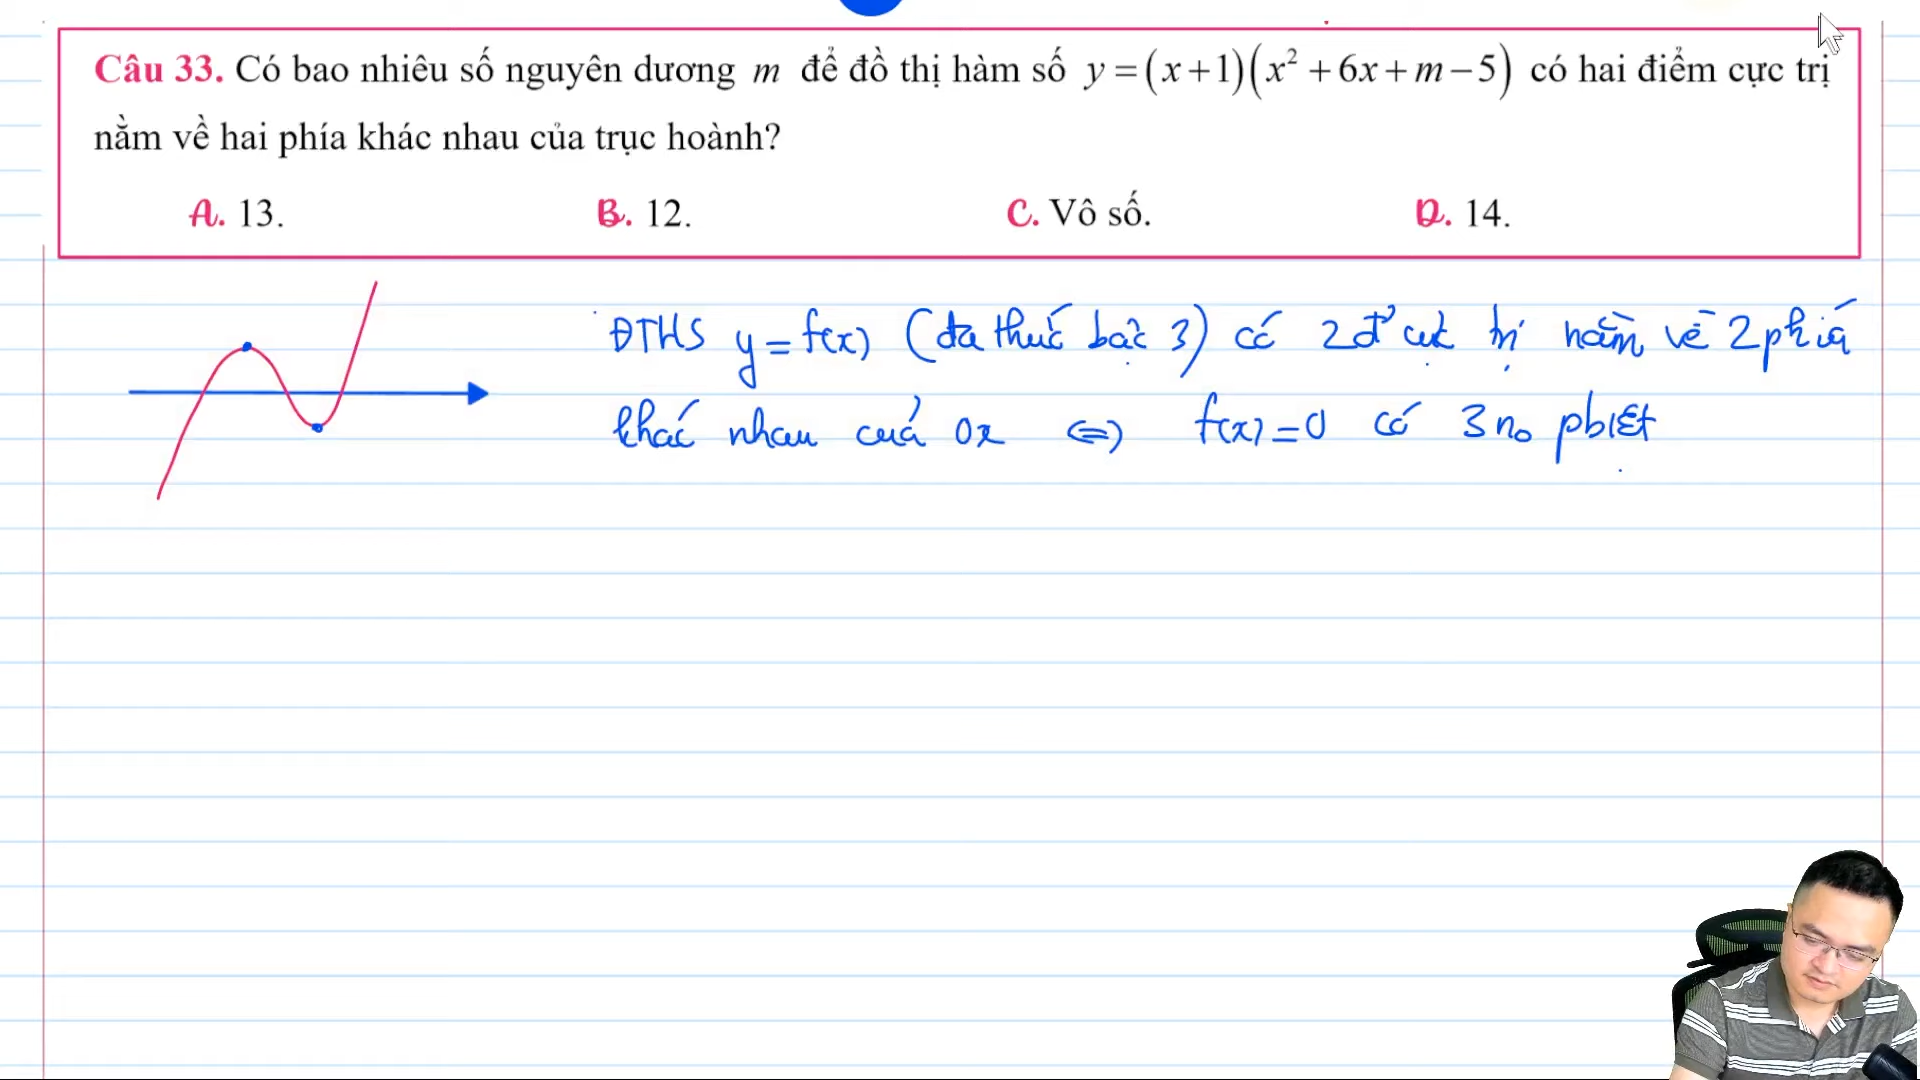 Câu 33. Có bao nhiêu số nguyên dương m để đồ thị hàm số y = (x+1)(x² + 6x + m − 5) có hai điểm cực trị
nằm về hai phía khác nhau của trục hoành?
A. 13. B. 12. C. Vô số. D. 14.
ĐTHS y = f(x) (đa thức bậc 3) có 2 đ' cực trị nằm về 2 phía
khác nhau của Ox ⇔ f(x) = 0 có 3 n₀ pbiệt